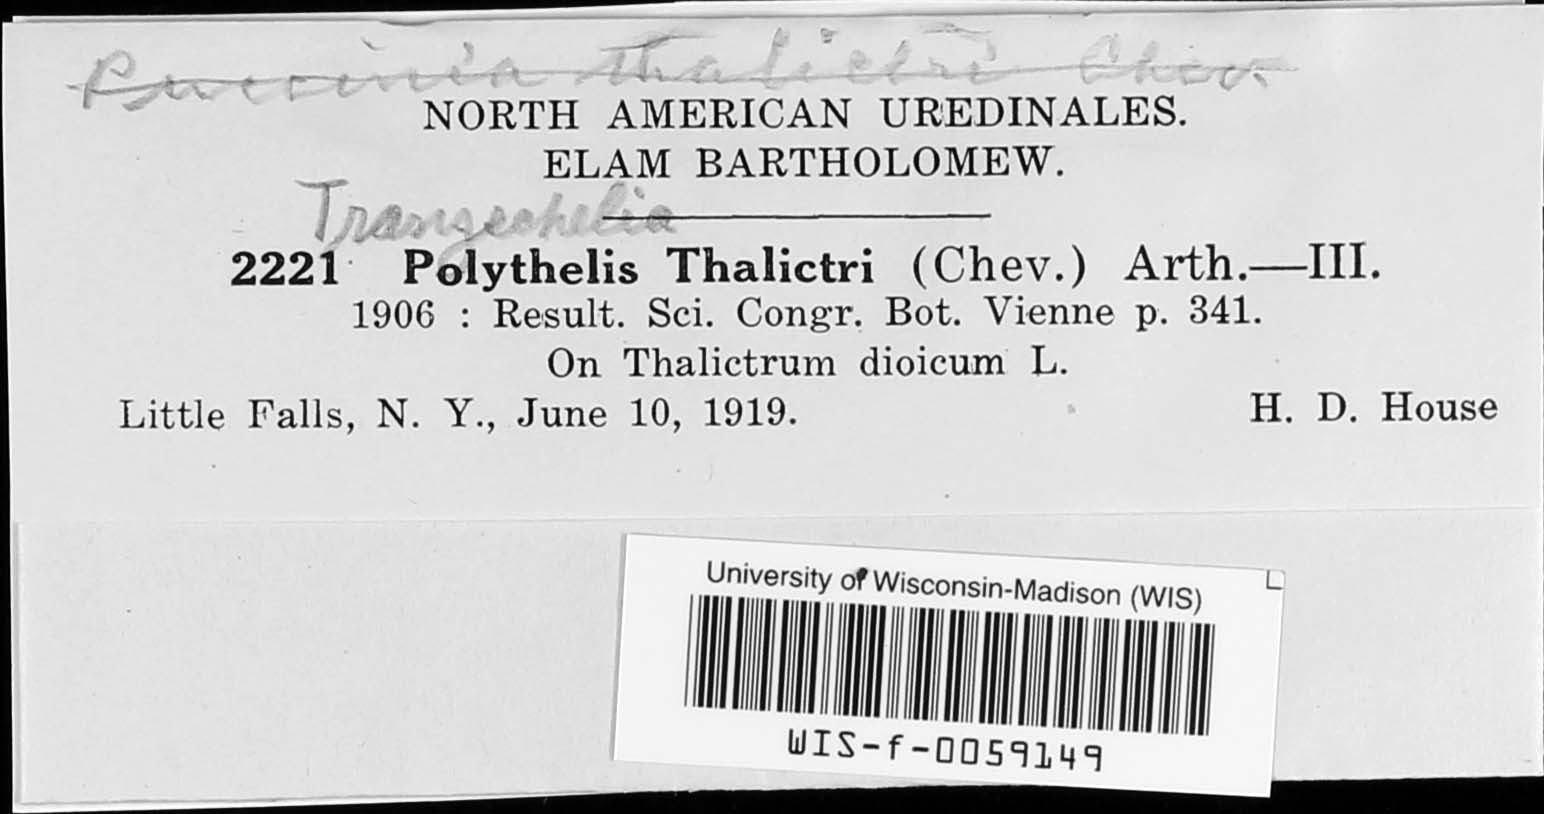 Puccinia thalictri Chev.
NORTH AMERICAN UREDINALES.
ELAM BARTHOLOMEW.
Tranzschelia
2221 Polythelis Thalictri (Chev.) Arth.—III.
1906 : Result. Sci. Congr. Bot. Vienne p. 341.
On Thalictrum dioicum L.
Little Falls, N. Y., June 10, 1919. H. D. House
University of Wisconsin-Madison (WIS)
WIS-f-0059149